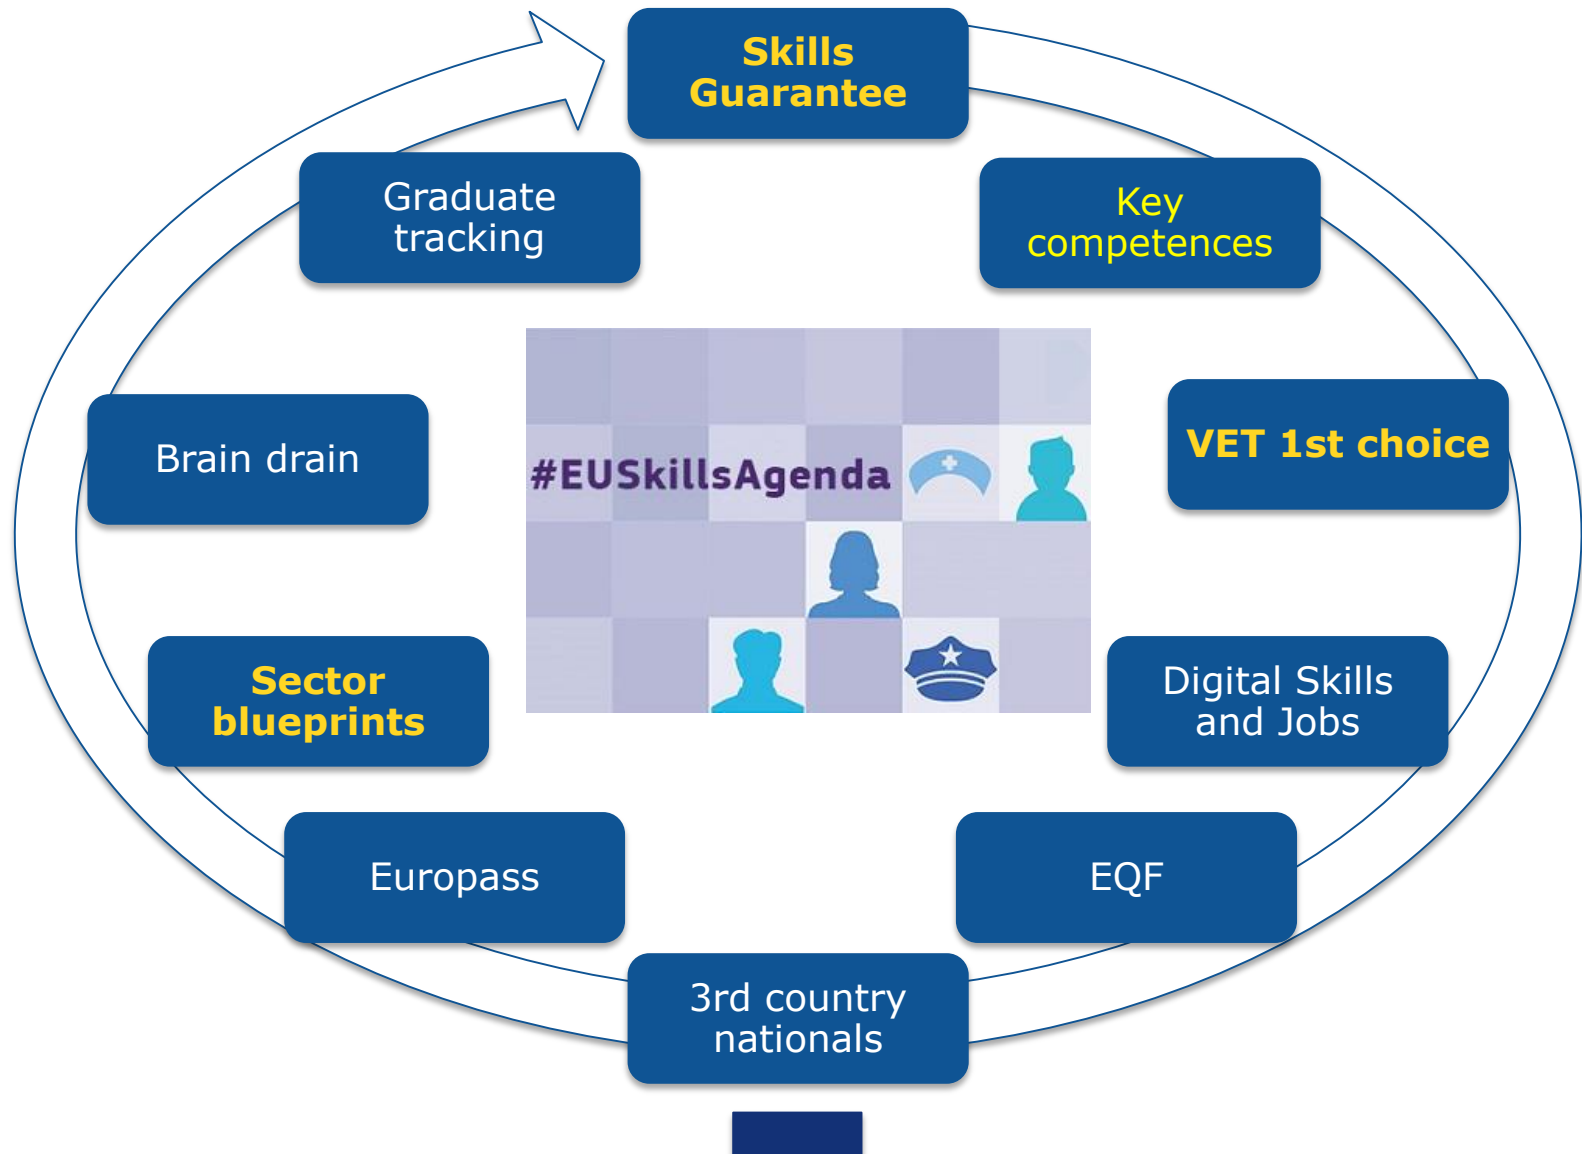 Skills
Guarantee
Key
competences
VET 1st choice
Digital Skills
and Jobs
EQF
3rd country
nationals
Europass
Sector
blueprints
Brain drain
Graduate
tracking
#EUSkillsAgenda